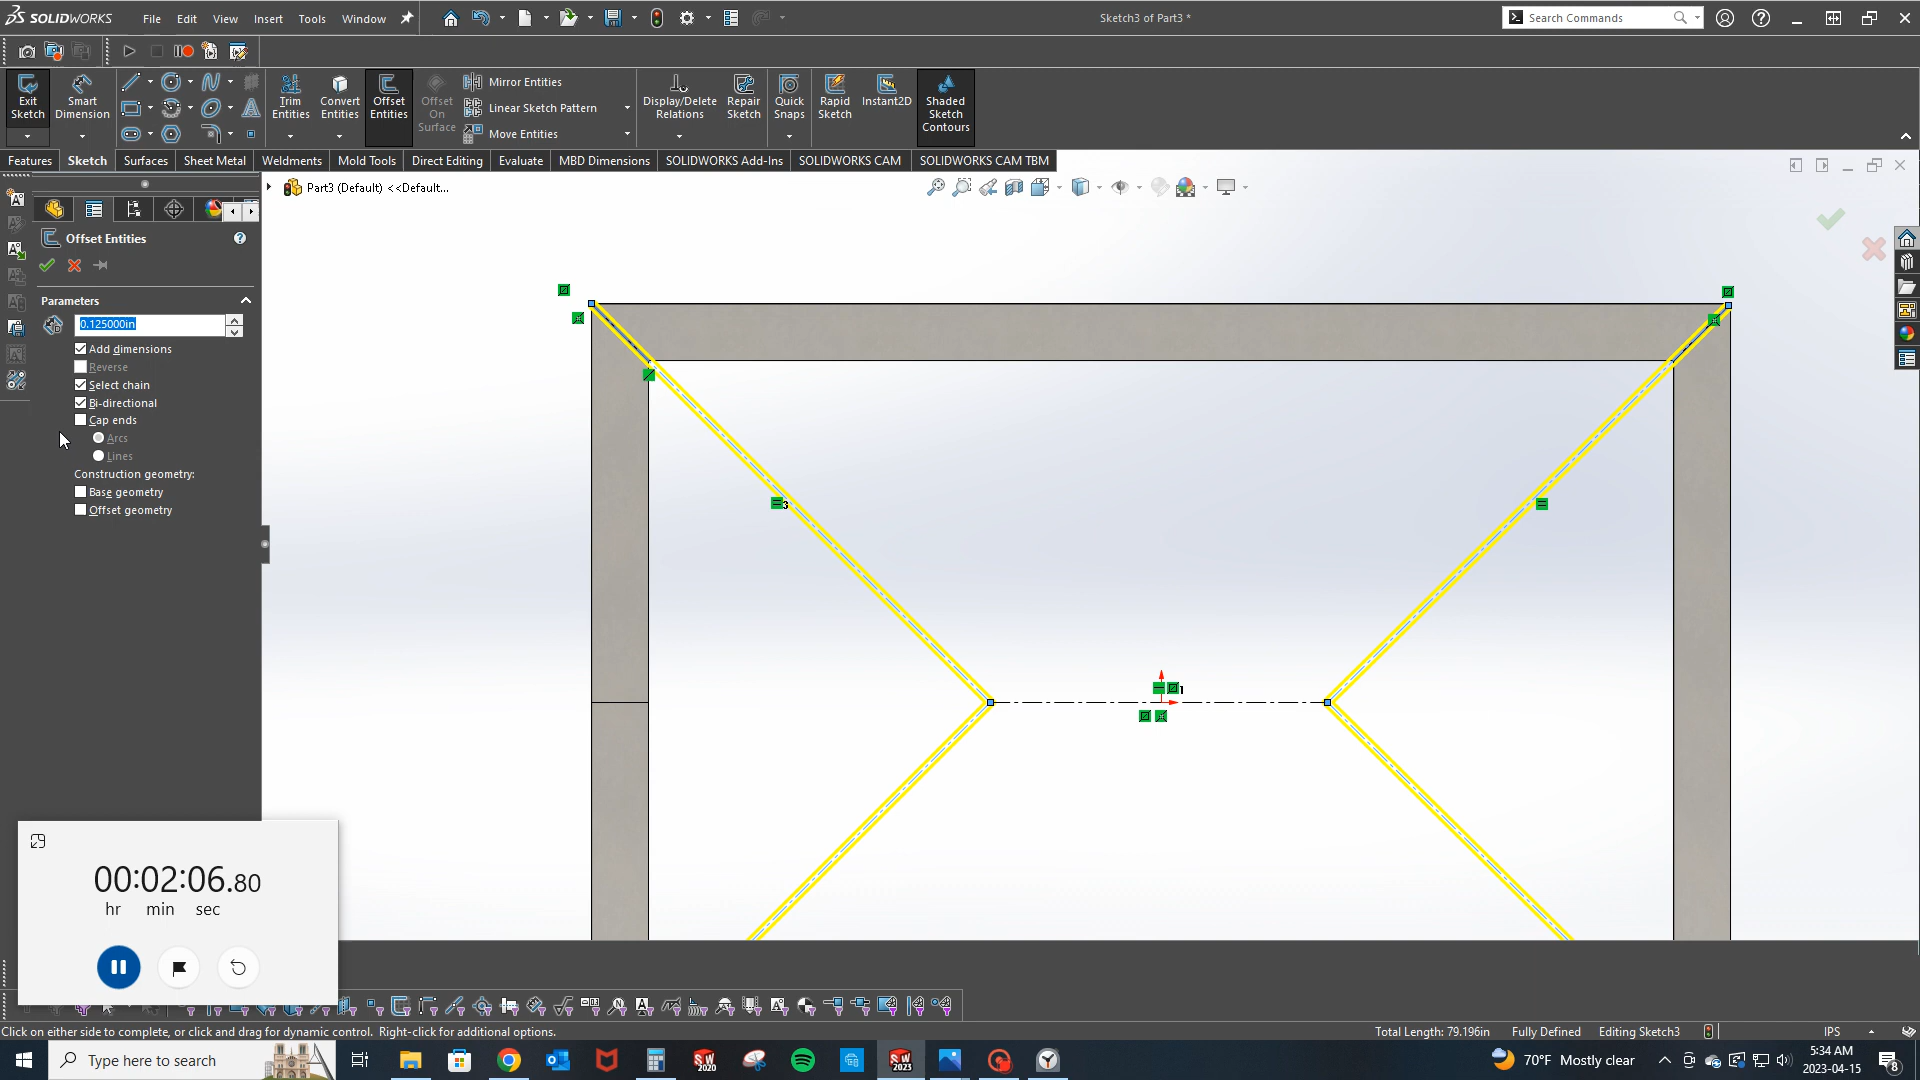 SOLIDWORKS File Edit View Insert Tools Window Sketch3 of Part3 * Search Commands
Exit Sketch
Smart Dimension
Trim Entities
Convert Entities
Offset Entities
Offset On Surface
Mirror Entities
Linear Sketch Pattern
Move Entities
Display/Delete Relations
Repair Sketch
Quick Snaps
Rapid Sketch
Instant2D
Shaded Sketch Contours
Features Sketch Surfaces Sheet Metal Weldments Mold Tools Direct Editing Evaluate MBD Dimensions SOLIDWORKS Add-Ins SOLIDWORKS CAM SOLIDWORKS CAM TBM
Part3 (Default) <<Default...
Offset Entities
Parameters
0.125000in
Add dimensions
Reverse
Select chain
Bi-directional
Cap ends
Arcs
Lines
Construction geometry:
Base geometry
Offset geometry
3
1
00:02:06.80
hr min sec
Click on either side to complete, or click and drag for dynamic control. Right-click for additional options. Total Length: 79.196in Fully Defined Editing Sketch3 IPS
Type here to search
SW 2020
SW 2023
70°F Mostly clear
5:34 AM
2023-04-15
8